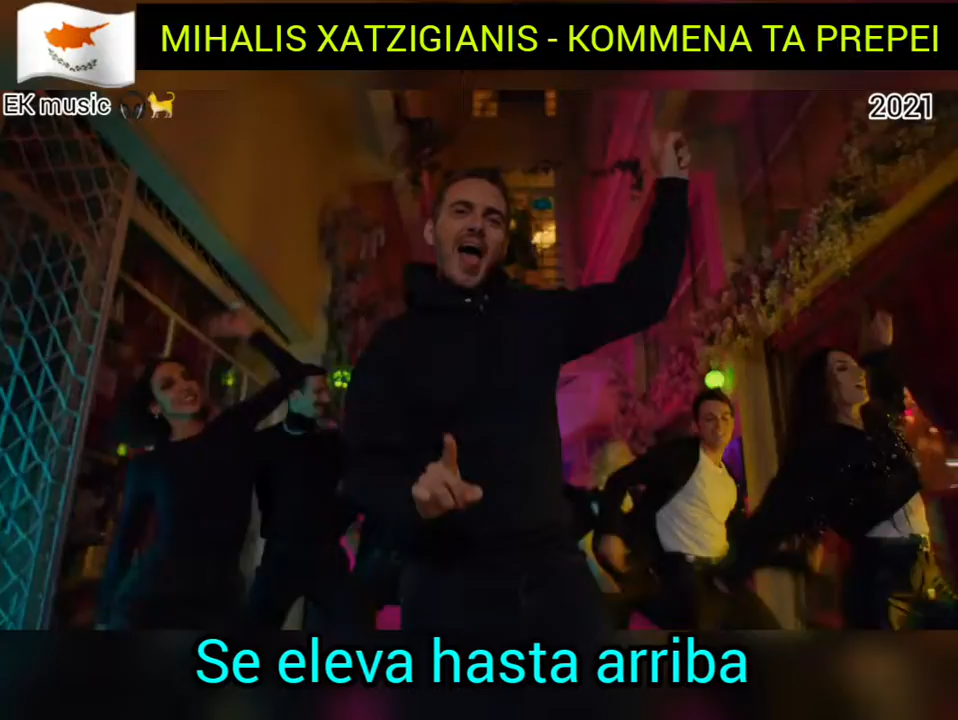 MIHALIS XATZIGIANIS - KOMMENA TA PREPEI
EK music 🎧🐈
2021
Se eleva hasta arriba